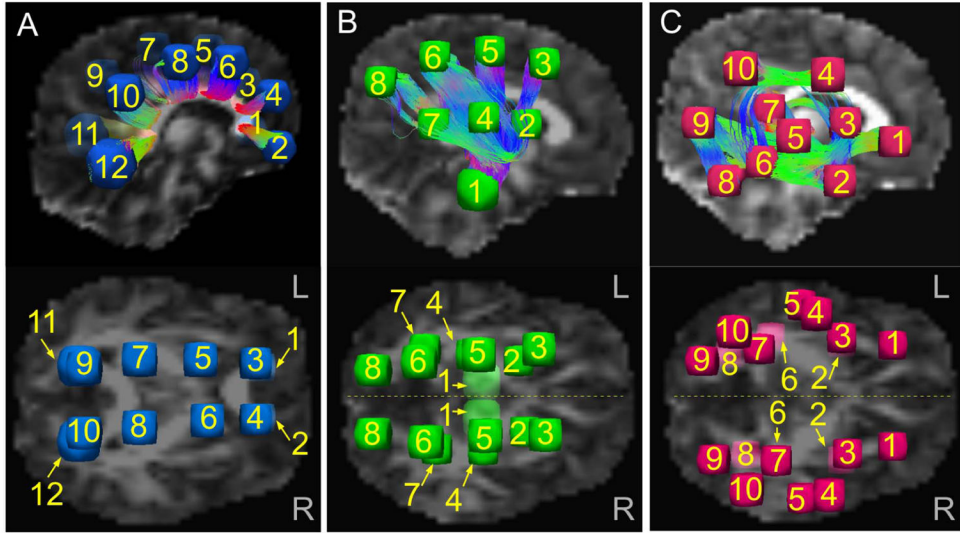 A B C
7 8 5 6
9 10 3 4
11 1
12 2
6 5 3
8 7 4 2
1
10 4
9 7 5 3 1
6
8 2
L
11 9 7 5 3 1
10 8 6 4 2
12
R
L
7 4
8 6 5 2 3
1
1
8 6 5 2 3
7 4
R
L
5 4
10 3 1
9 8 7
6 2
6 2
9 8 7 3 1
10 5 4
R